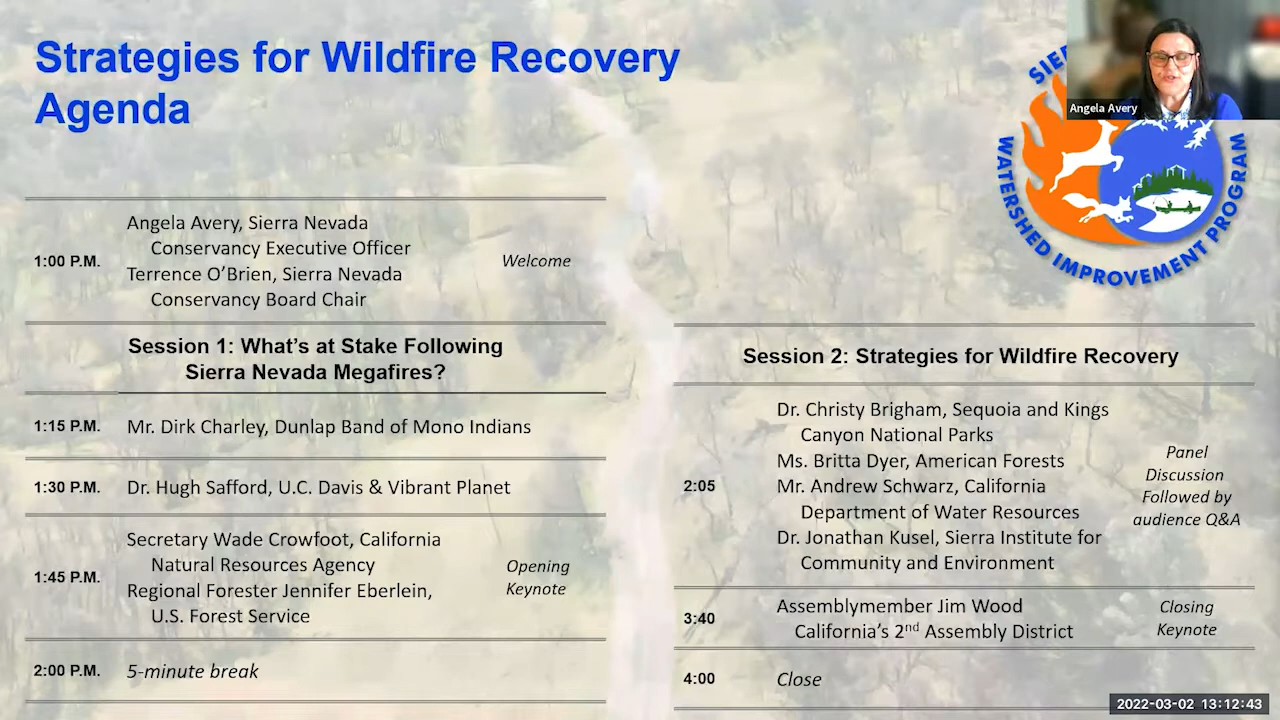 Strategies for Wildfire Recovery
Agenda
Angela Avery
WATERSHED IMPROVEMENT PROGRAM
1:00 P.M.
Angela Avery, Sierra Nevada
Conservancy Executive Officer
Terrence O’Brien, Sierra Nevada
Conservancy Board Chair
Welcome
Session 1: What’s at Stake Following
Sierra Nevada Megafires?
1:15 P.M. Mr. Dirk Charley, Dunlap Band of Mono Indians
1:30 P.M. Dr. Hugh Safford, U.C. Davis & Vibrant Planet
1:45 P.M.
Secretary Wade Crowfoot, California
Natural Resources Agency
Regional Forester Jennifer Eberlein,
U.S. Forest Service
Opening
Keynote
2:00 P.M. 5-minute break
Session 2: Strategies for Wildfire Recovery
2:05
Dr. Christy Brigham, Sequoia and Kings
Canyon National Parks
Ms. Britta Dyer, American Forests
Mr. Andrew Schwarz, California
Department of Water Resources
Dr. Jonathan Kusel, Sierra Institute for
Community and Environment
Panel
Discussion
Followed by
audience Q&A
3:40
Assemblymember Jim Wood
California’s 2nd Assembly District
Closing
Keynote
4:00 Close
2022-03-02 13:12:43